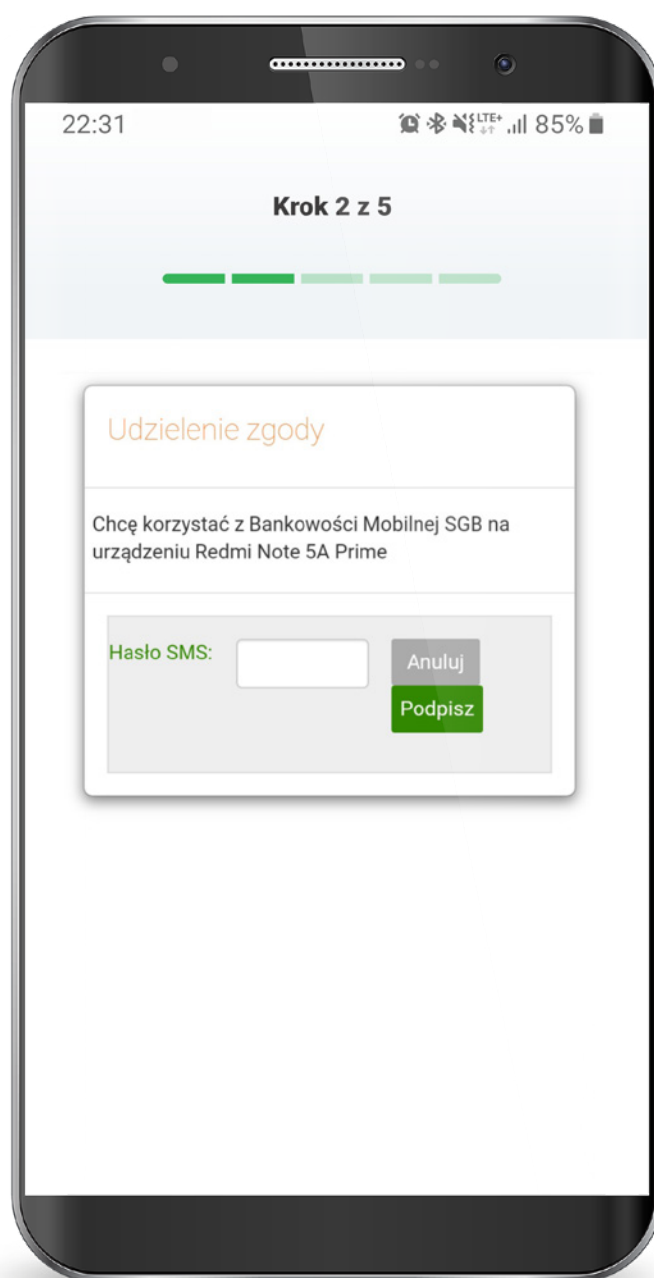 22:31 LTE+ 85%
Krok 2 z 5
Udzielenie zgody
Chcę korzystać z Bankowości Mobilnej SGB na
urządzeniu Redmi Note 5A Prime
Hasło SMS: Anuluj
Podpisz